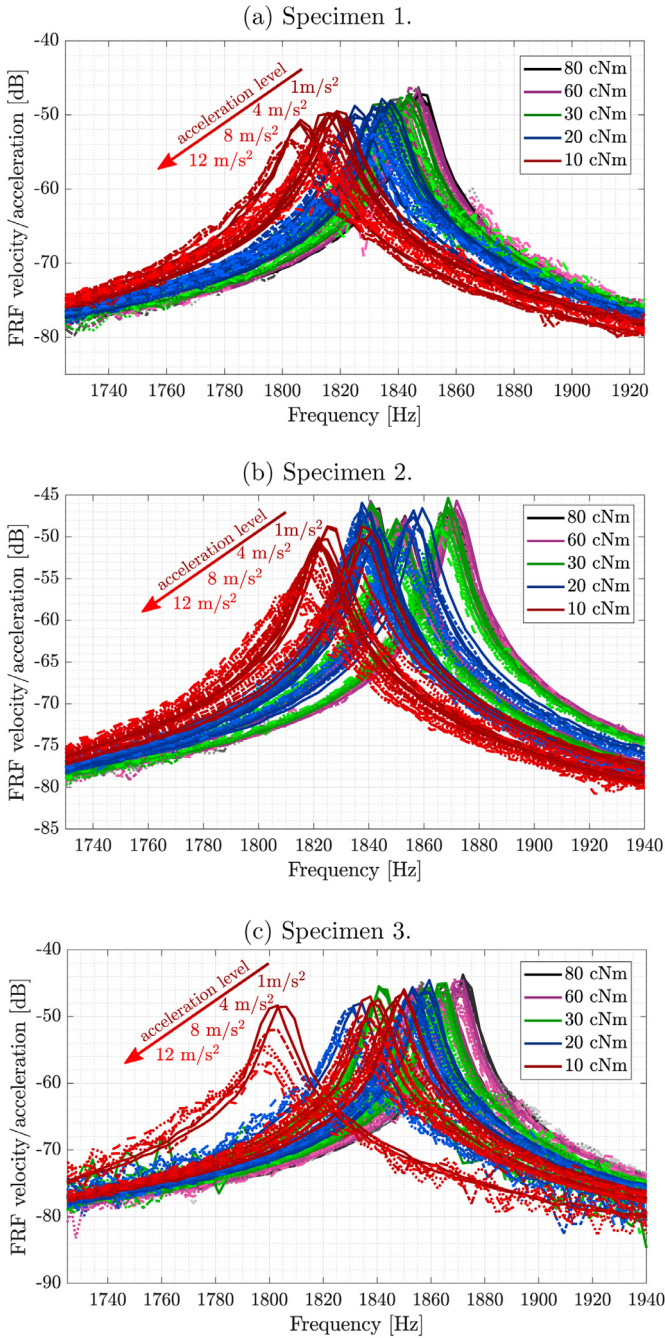 (a) Specimen 1.
-40
-50
-60
-70
-80
FRF velocity/acceleration [dB]
acceleration level
1m/s²
4 m/s²
8 m/s²
12 m/s²
80 cNm
60 cNm
30 cNm
20 cNm
10 cNm
1740 1760 1780 1800 1820 1840 1860 1880 1900 1920
Frequency [Hz]
(b) Specimen 2.
-45
-50
-55
-60
-65
-70
-75
-80
-85
FRF velocity/acceleration [dB]
acceleration level
1m/s²
4 m/s²
8 m/s²
12 m/s²
80 cNm
60 cNm
30 cNm
20 cNm
10 cNm
1740 1760 1780 1800 1820 1840 1860 1880 1900 1920 1940
Frequency [Hz]
(c) Specimen 3.
-40
-50
-60
-70
-80
-90
FRF velocity/acceleration [dB]
acceleration level
1m/s²
4 m/s²
8 m/s²
12 m/s²
80 cNm
60 cNm
30 cNm
20 cNm
10 cNm
1740 1760 1780 1800 1820 1840 1860 1880 1900 1920 1940
Frequency [Hz]